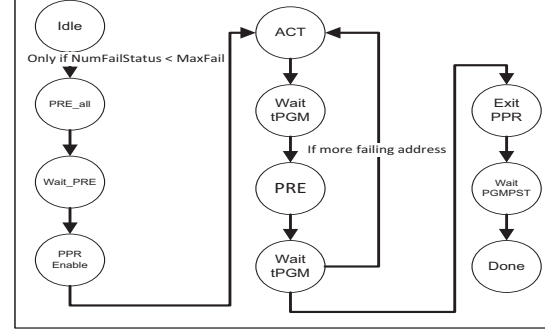 Idle
Only if NumFailStatus < MaxFail
PRE_all
Wait_PRE
PPR
Enable
ACT
Wait
tPGM
If more failing address
PRE
Wait
tPGM
Exit
PPR
Wait
PGMPST
Done